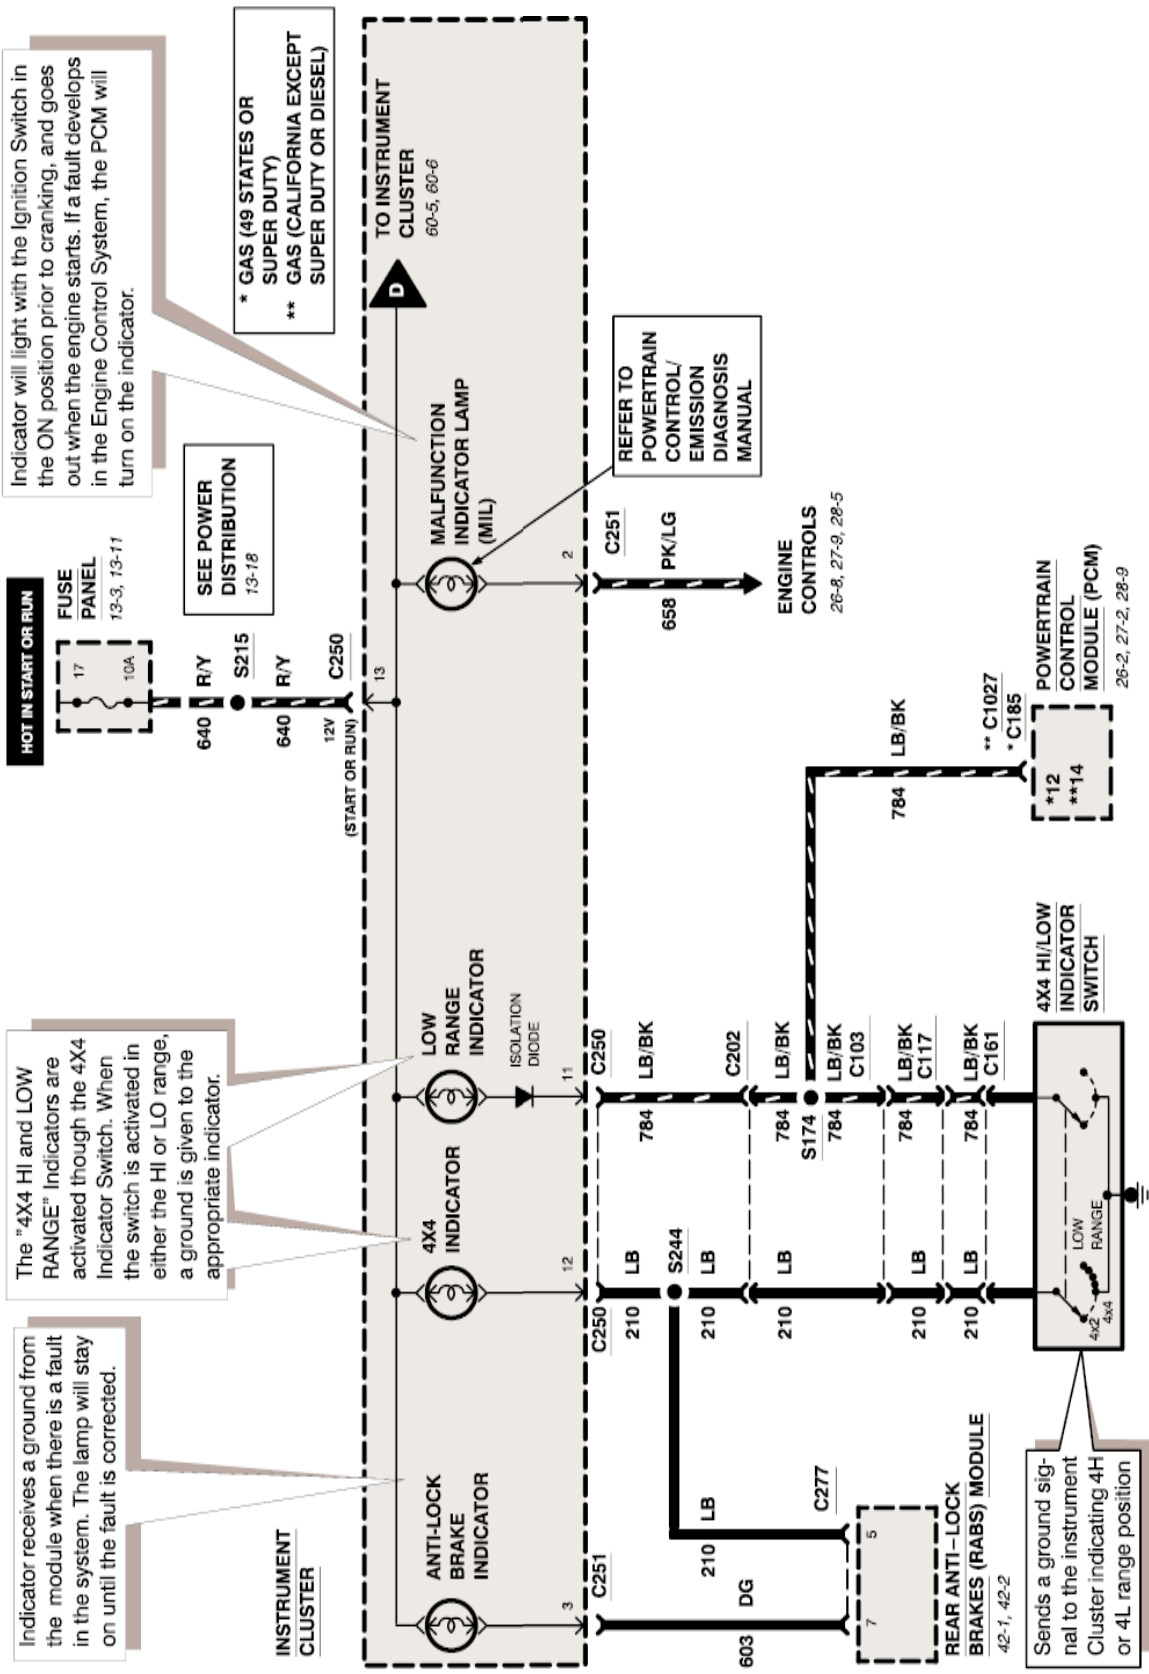 Indicator receives a ground from
the module when there is a fault
in the system. The lamp will stay
on until the fault is corrected.
The "4X4 HI and LOW
RANGE" Indicators are
activated though the 4X4
Indicator Switch. When
the switch is activated in
either the HI or LO range,
a ground is given to the
appropriate indicator.
HOT IN START OR RUN
17
10A
FUSE
PANEL
13-3, 13-11
640
R/Y
S215
640
R/Y
C250
12V
(START OR RUN)
13
SEE POWER
DISTRIBUTION
13-18
Indicator will light with the Ignition Switch in
the ON position prior to cranking, and goes
out when the engine starts. If a fault develops
in the Engine Control System, the PCM will
turn on the indicator.
* GAS (49 STATES OR
SUPER DUTY)
** GAS (CALIFORNIA EXCEPT
SUPER DUTY OR DIESEL)
INSTRUMENT
CLUSTER
ANTI-LOCK
BRAKE
INDICATOR
4X4
INDICATOR
LOW
RANGE
INDICATOR
ISOLATION
DIODE
MALFUNCTION
INDICATOR LAMP
(MIL)
D
TO INSTRUMENT
CLUSTER
60-5, 60-6
3
12
11
2
C251
C250
C250
C251
210
LB
784
LB/BK
658
PK/LG
REFER TO
POWERTRAIN
CONTROL/
EMISSION
DIAGNOSIS
MANUAL
S244
210
LB
C202
210
LB
784
LB/BK
ENGINE
CONTROLS
26-8, 27-9, 28-5
603
DG
210
LB
S174
784
LB/BK
C103
784
LB/BK
C277
210
LB
784
LB/BK
C117
210
LB
784
LB/BK
C161
** C1027
* C185
7
5
REAR ANTI-LOCK
BRAKES (RABS) MODULE
42-1, 42-2
4X4 HI/LOW
INDICATOR
SWITCH
*12
**14
POWERTRAIN
CONTROL
MODULE (PCM)
26-2, 27-2, 28-9
4x2
4x4
LOW
RANGE
Sends a ground sig-
nal to the instrument
Cluster indicating 4H
or 4L range position